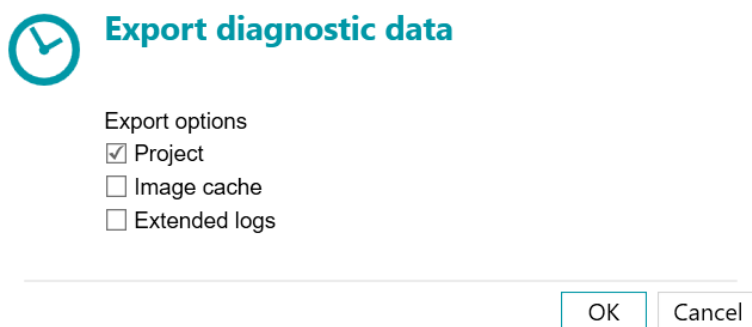 Export diagnostic data
Export options
Project
Image cache
Extended logs
OK Cancel